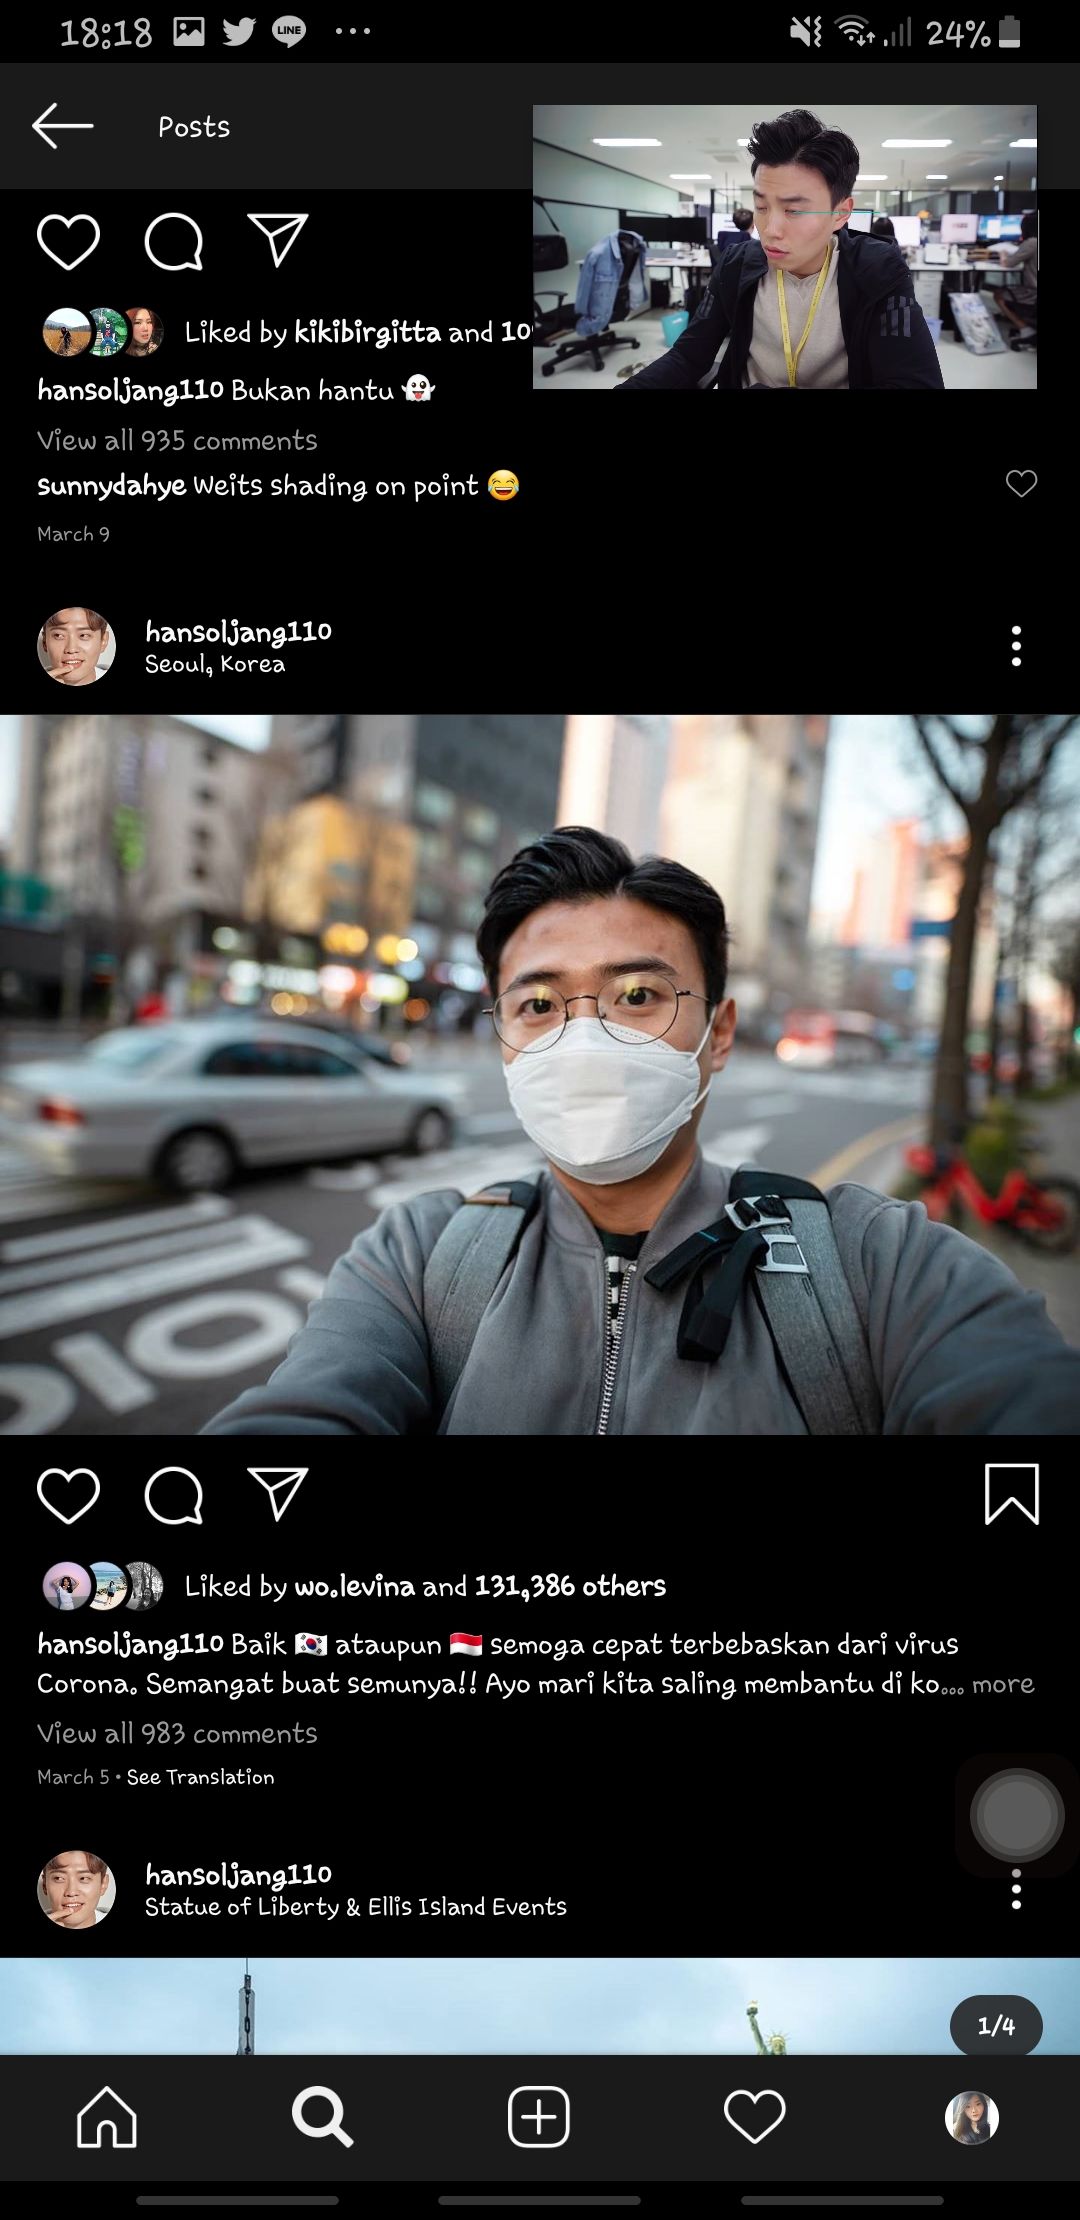 18:18 LINE 24%
Posts
Liked by kikibirgitta and 10
hansoljang110 Bukan hantu 👻
View all 935 comments
sunnydahye Weits shading on point 😂
March 9
hansoljang110
Seoul, Korea
Liked by wo.levina and 131,386 others
hansoljang110 Baik 🇰🇷 ataupun 🇮🇩 semoga cepat terbebaskan dari virus
Corona. Semangat buat semunya!! Ayo mari kita saling membantu di ko... more
View all 983 comments
March 5 • See Translation
hansoljang110
Statue of Liberty & Ellis Island Events
1/4